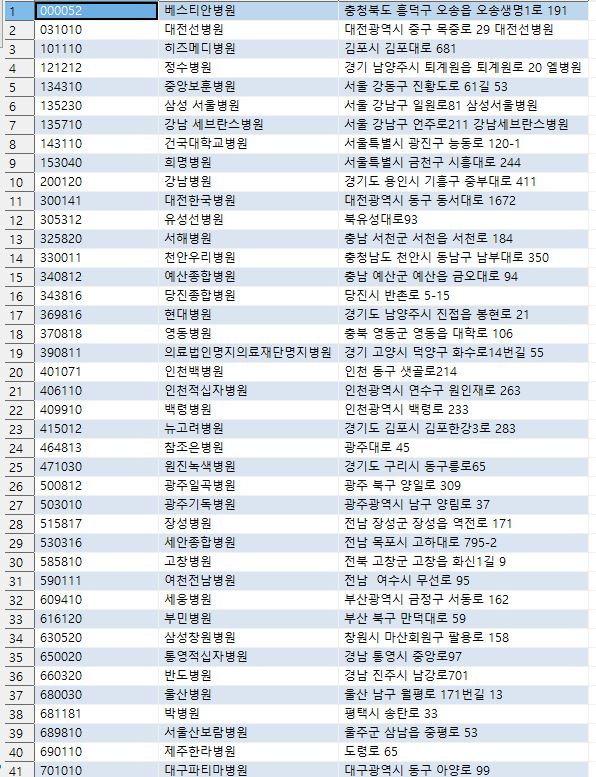 1 000052 베스티안병원 충청북도 흥덕구 오송읍 오송생명1로 191
2 031010 대전선병원 대전광역시 중구 목중로 29 대전선병원
3 101110 히즈메디병원 김포시 김포대로 681
4 121212 정수병원 경기 남양주시 퇴계원읍 퇴계원로 20 엘병원
5 134310 중앙보훈병원 서울 강동구 진황도로 61길 53
6 135230 삼성 서울병원 서울 강남구 일원로81 삼성서울병원
7 135710 강남 세브란스병원 서울 강남구 언주로211 강남세브란스병원
8 143110 건국대학교병원 서울특별시 광진구 능동로 120-1
9 153040 희명병원 서울특별시 금천구 시흥대로 244
10 200120 강남병원 경기도 용인시 기흥구 중부대로 411
11 300141 대전한국병원 대전광역시 동구 동서대로 1672
12 305312 유성선병원 북유성대로93
13 325820 서해병원 충남 서천군 서천읍 서천로 184
14 330011 천안우리병원 충청남도 천안시 동남구 남부대로 350
15 340812 예산종합병원 충남 예산군 예산읍 금오대로 94
16 343816 당진종합병원 당진시 반촌로 5-15
17 369816 현대병원 경기도 남양주시 진접읍 봉현로 21
18 370818 영동병원 충북 영동군 영동읍 대학로 106
19 390811 의료법인명지의료재단명지병원 경기 고양시 덕양구 화수로14번길 55
20 401071 인천백병원 인천 동구 샛골로214
21 406110 인천적십자병원 인천광역시 연수구 원인재로 263
22 409910 백령병원 인천광역시 백령로 233
23 415012 뉴고려병원 경기도 김포시 김포한강3로 283
24 464813 참조은병원 광주대로 45
25 471030 원진녹색병원 경기도 구리시 동구릉로65
26 500812 광주일곡병원 광주 북구 양일로 309
27 503010 광주기독병원 광주광역시 남구 양림로 37
28 515817 장성병원 전남 장성군 장성읍 역전로 171
29 530316 세안종합병원 전남 목포시 고하대로 795-2
30 585810 고창병원 전북 고창군 고창읍 화신1길 9
31 590111 여천전남병원 전남  여수시 무선로 95
32 609410 세웅병원 부산광역시 금정구 서동로 162
33 616120 부민병원 부산 북구 만덕대로 59
34 630520 삼성창원병원 창원시 마산회원구 팔용로 158
35 650020 통영적십자병원 경남 통영시 중앙로97
36 660320 반도병원 경남 진주시 남강로701
37 680030 울산병원 울산 남구 월평로 171번길 13
38 681181 박병원 평택시 송탄로 33
39 689810 서울산보람병원 울주군 삼남읍 중평로 53
40 690110 제주한라병원 도령로 65
41 701010 대구파티마병원 대구광역시 동구 아양로 99